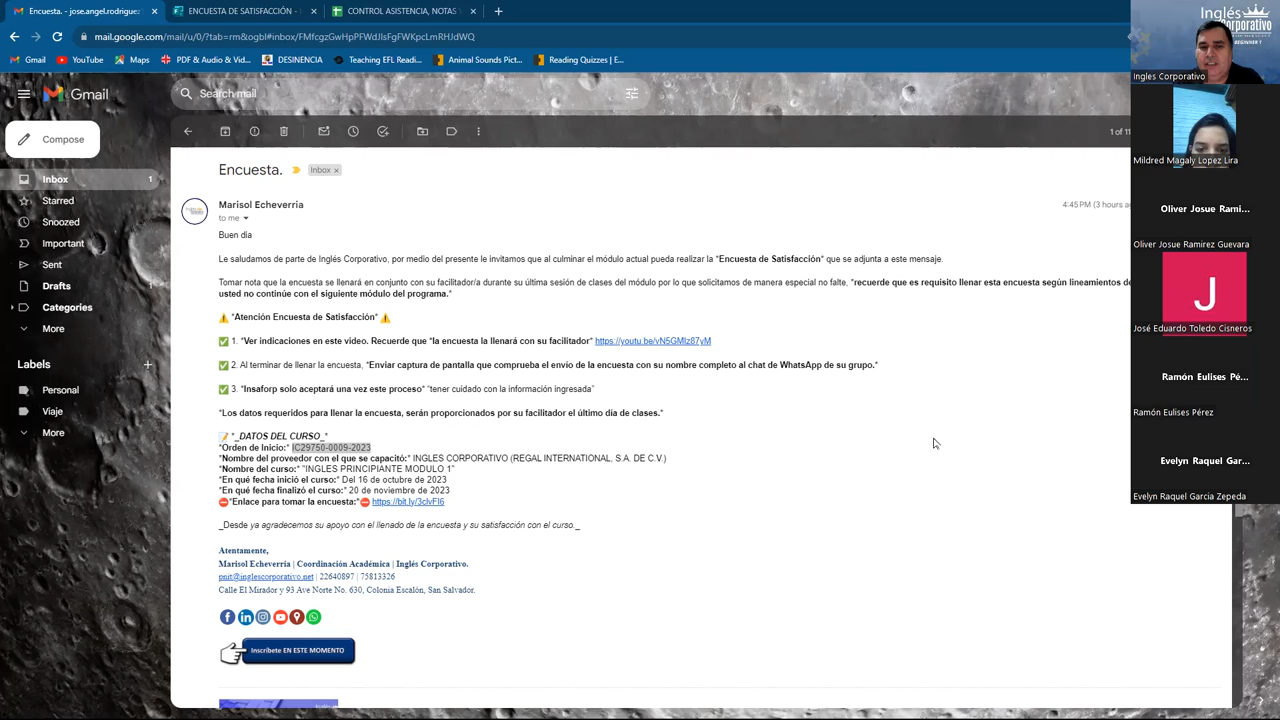 Encuesta. - jose.angel.rodriguez
ENCUESTA DE SATISFACCIÓN - I
CONTROL ASISTENCIA, NOTAS Y
mail.google.com/mail/u/0/?tab=rm&ogbl#inbox/FMfcgzGwHpPFWdJIsFgFWKpcLmRHJdWQ
Gmail
YouTube
Maps
PDF & Audio & Vid...
DESINENCIA
Teaching EFL Readi...
Animal Sounds Pict...
Reading Quizzes | E...
Gmail
Search mail
Compose
1 of 11
Inbox 1
Starred
Snoozed
Important
Sent
Drafts
Categories
More
Labels
Personal
Viaje
More
Encuesta.
Inbox
Marisol Echeverria
4:45 PM (3 hours ag
to me
Buen día
Le saludamos de parte de Inglés Corporativo, por medio del presente le invitamos que al culminar el módulo actual pueda realizar la *Encuesta de Satisfacción* que se adjunta a este mensaje.
Tomar nota que la encuesta se llenará en conjunto con su facilitador/a durante su última sesión de clases del módulo por lo que solicitamos de manera especial no falte, *recuerde que es requisito llenar esta encuesta según lineamientos de
usted no continúe con el siguiente módulo del programa.*
*Atención Encuesta de Satisfacción*
1. *Ver indicaciones en este video. Recuerde que *la encuesta la llenará con su facilitador* https://youtu.be/vN5GMIz87yM
2. Al terminar de llenar la encuesta, *Enviar captura de pantalla que comprueba el envío de la encuesta con su nombre completo al chat de WhatsApp de su grupo.*
3. *Insaforp solo aceptará una vez este proceso* "tener cuidado con la información ingresada"
*Los datos requeridos para llenar la encuesta, serán proporcionados por su facilitador el último día de clases.*
*_DATOS DEL CURSO_*
*Orden de Inicio:* IC29750-0009-2023
*Nombre del proveedor con el que se capacitó:* INGLES CORPORATIVO (REGAL INTERNATIONAL, S.A. DE C.V.)
*Nombre del curso:* "INGLES PRINCIPIANTE MODULO 1"
*En qué fecha inició el curso:* Del 16 de octubre de 2023
*En qué fecha finalizó el curso:* 20 de noviembre de 2023
*Enlace para tomar la encuesta:* https://bit.ly/3clvFI6
_Desde ya agradecemos su apoyo con el llenado de la encuesta y su satisfacción con el curso._
Atentamente,
Marisol Echeverria | Coordinación Académica | Inglés Corporativo.
pnit@inglescorporativo.net | 22640897 | 75813326
Calle El Mirador y 93 Ave Norte No. 630, Colonia Escalón, San Salvador.
Inscríbete EN ESTE MOMENTO
Inglés
Corporativo
BEGINNER 1
Ingles Corporativo
Mildred Magaly Lopez Lira
Oliver Josue Rami...
Oliver Josue Ramirez Guevara
J
José Eduardo Toledo Cisneros
Ramón Eulises Pé...
Ramón Eulises Pérez
Evelyn Raquel Gar...
Evelyn Raquel Garcia Zepeda